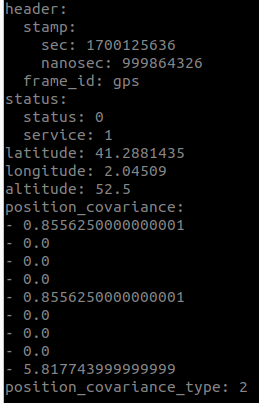 header:
  stamp:
    sec: 1700125636
    nanosec: 999864326
  frame_id: gps
status:
  status: 0
  service: 1
latitude: 41.2881435
longitude: 2.04509
altitude: 52.5
position_covariance:
- 0.8556250000000001
- 0.0
- 0.0
- 0.0
- 0.8556250000000001
- 0.0
- 0.0
- 0.0
- 5.817743999999999
position_covariance_type: 2